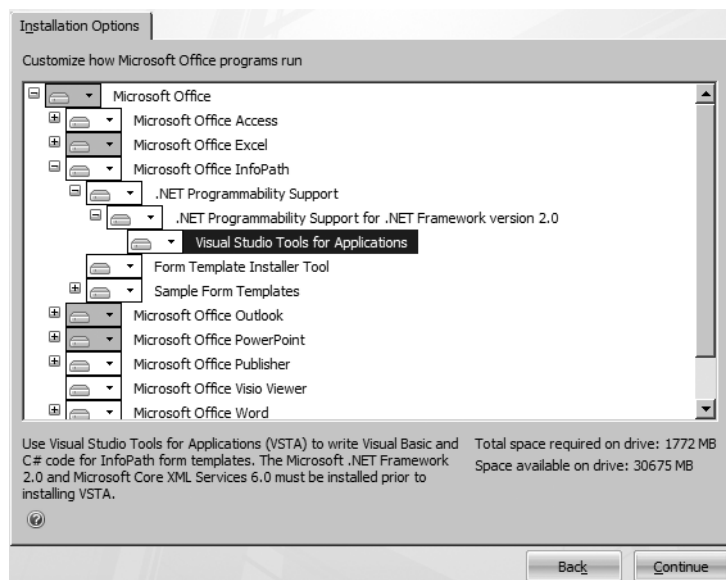 Installation Options
Customize how Microsoft Office programs run
Microsoft Office
Microsoft Office Access
Microsoft Office Excel
Microsoft Office InfoPath
.NET Programmability Support
.NET Programmability Support for .NET Framework version 2.0
Visual Studio Tools for Applications
Form Template Installer Tool
Sample Form Templates
Microsoft Office Outlook
Microsoft Office PowerPoint
Microsoft Office Publisher
Microsoft Office Visio Viewer
Microsoft Office Word
Use Visual Studio Tools for Applications (VSTA) to write Visual Basic and
C# code for InfoPath form templates. The Microsoft .NET Framework
2.0 and Microsoft Core XML Services 6.0 must be installed prior to
installing VSTA.
Total space required on drive: 1772 MB
Space available on drive: 30675 MB
Back
Continue